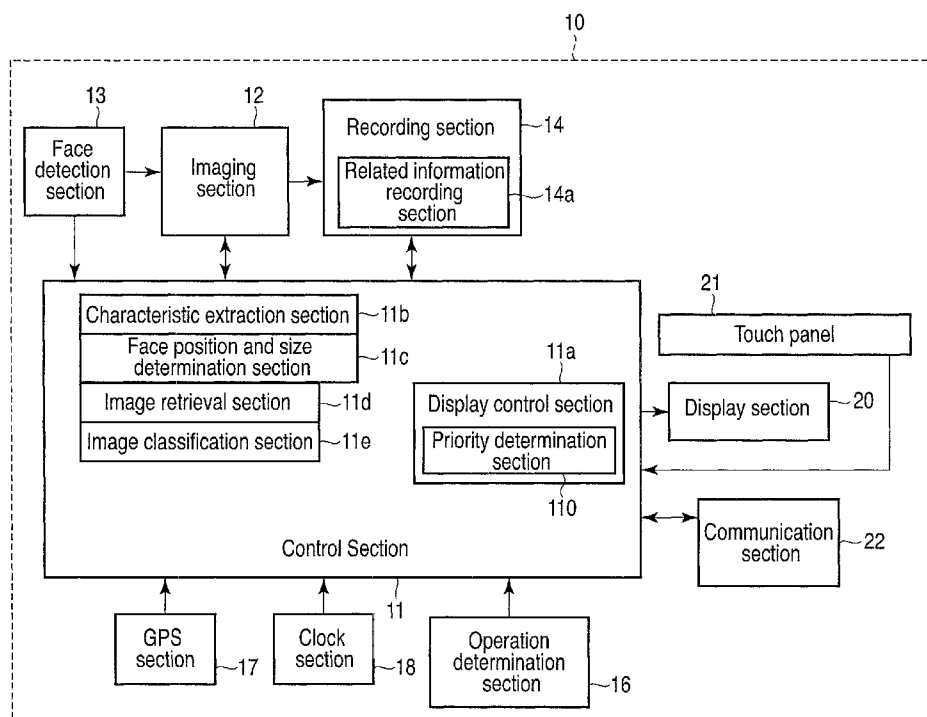 10
13
12
Face
detection
section
Imaging
section
Recording section
14
Related information
recording
section
14a
Characteristic extraction section
11b
Face position and size
determination section
11c
Image retrieval section
11d
Image classification section
11e
11a
Display control section
Priority determination
section
110
Control Section
11
21
Touch panel
Display section
20
Communication
section
22
GPS
section
17
Clock
section
18
Operation
determination
section
16